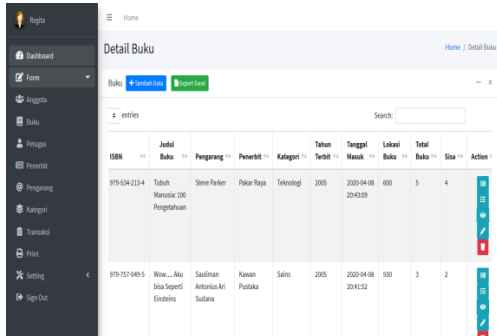 Regita
Home
Detail Buku
Home / Detail Buku
Dashboard
Form
Anggota
Buku
Petugas
Penerbit
Pengarang
Kategori
Transaksi
Print
Setting
Sign Out
Buku + Tambah Data Export Excel
entries
Search:
ISBN Judul Buku Pengarang Penerbit Kategori Tahun Terbit Tanggal Masuk Lokasi Buku Total Buku Sisa Action
979-534-213-4 Tubuh Manusia: 100 Pengetahuan Steve Parker Pakar Raya Teknologi 2005 2020-04-08 20:43:09 600 5 4
979-757-049-5 Wow.... Aku bisa Seperti Einsteins Sauliman Antonius Ari Sudana Kawan Pustaka Sains 2005 2020-04-08 20:41:52 500 3 2